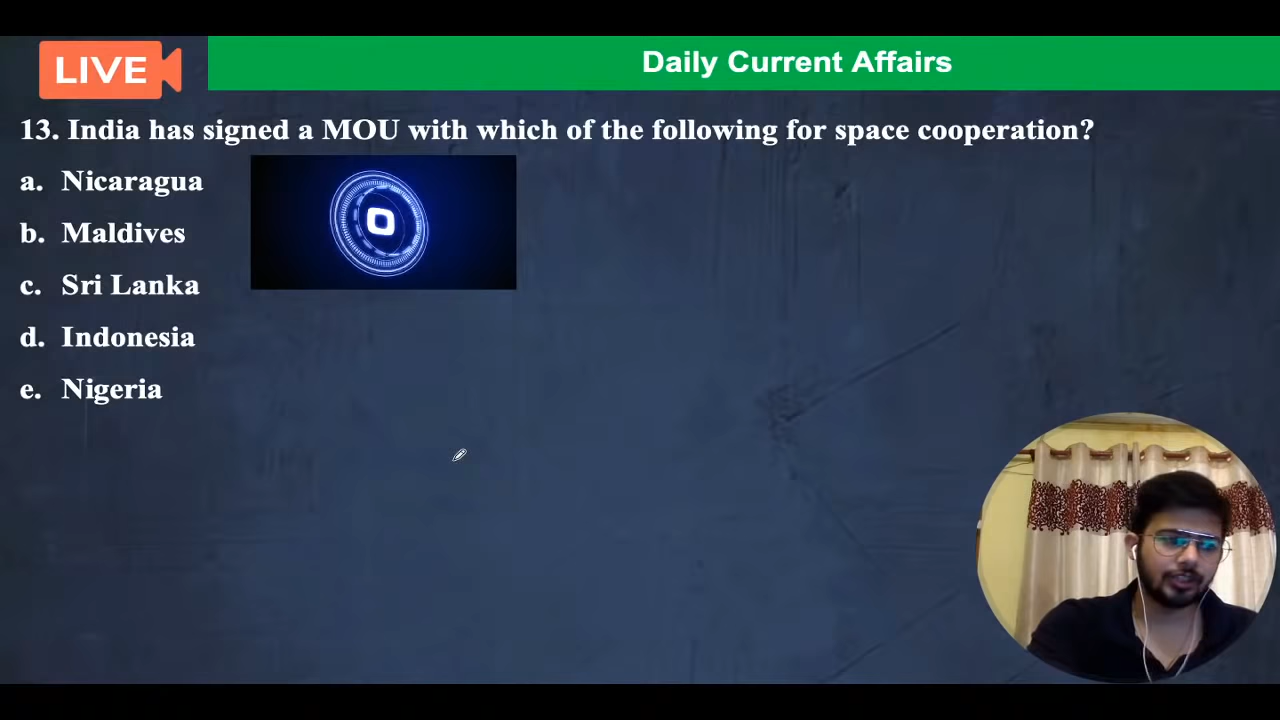 LIVE
Daily Current Affairs
13. India has signed a MOU with which of the following for space cooperation?
a. Nicaragua
b. Maldives
c. Sri Lanka
d. Indonesia
e. Nigeria